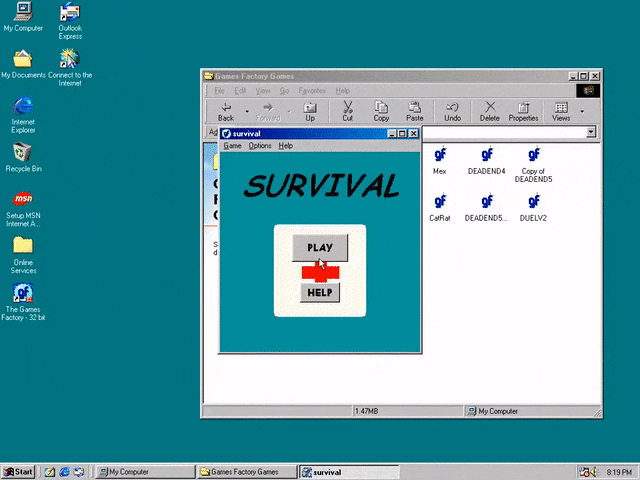 My Computer
Outlook
Express
My Documents
Connect to the
Internet
Internet
Explorer
Recycle Bin
Setup MSN
Internet A...
Online
Services
The Games
Factory - 32 bit
Games Factory Games
File Edit View Go Favorites Help
Back Forward Up Cut Copy Paste Undo Delete Properties Views
survival
Game Options Help
SURVIVAL
PLAY
HELP
Mex
DEADEND4
Copy of
DEADEND5
CatRat
DEADEND5...
DUELV2
1.47MB
My Computer
Start
My Computer
Games Factory Games
survival
8:19 PM
msn